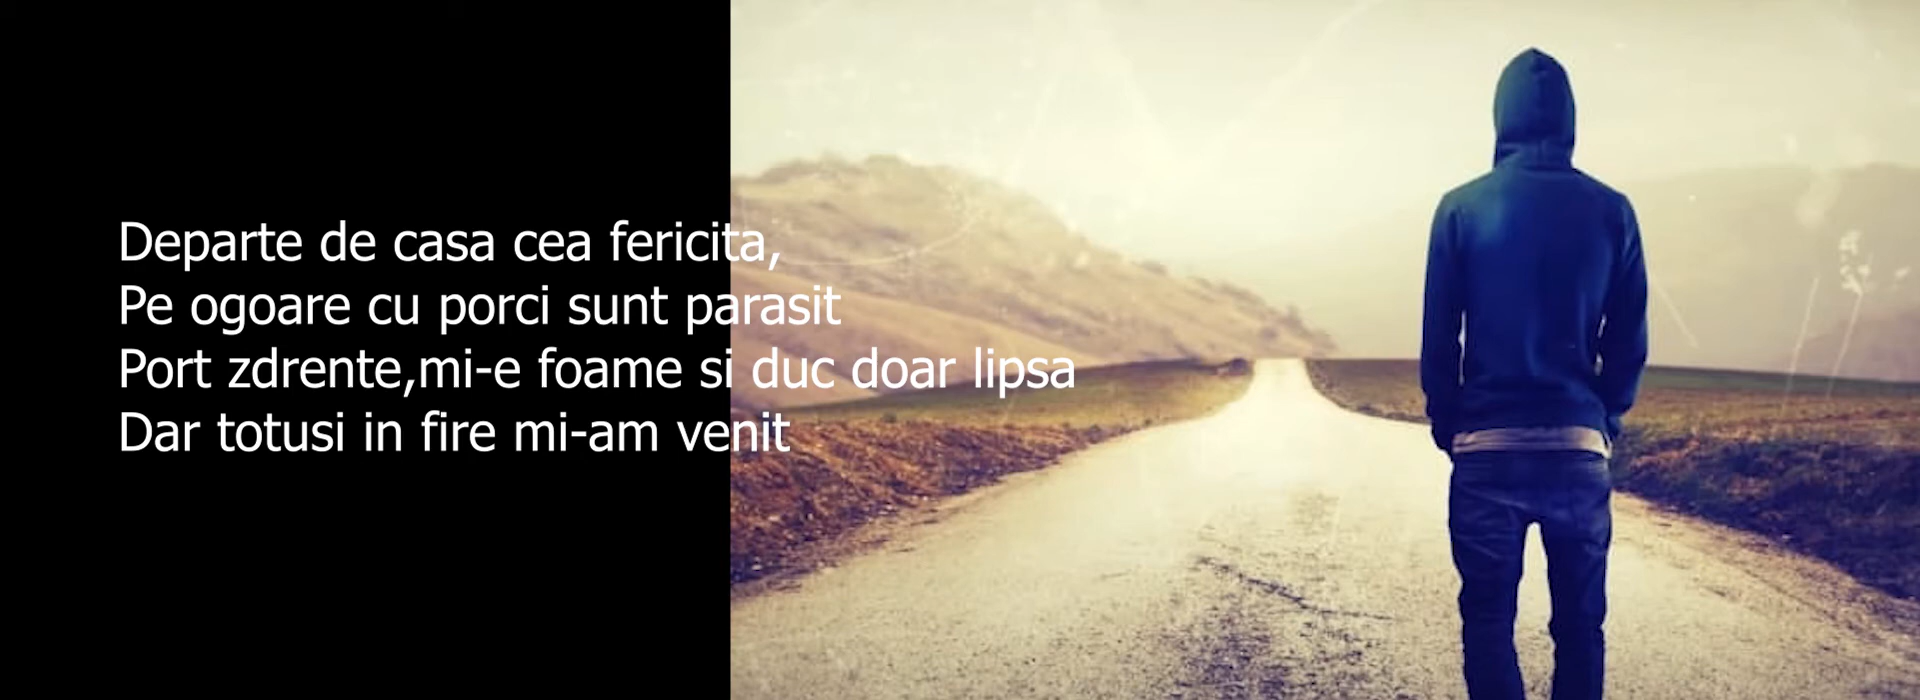 Departe de casa cea fericita,
Pe ogoare cu porci sunt parasit
Port zdrente,mi-e foame si duc doar lipsa
Dar totusi in fire mi-am venit